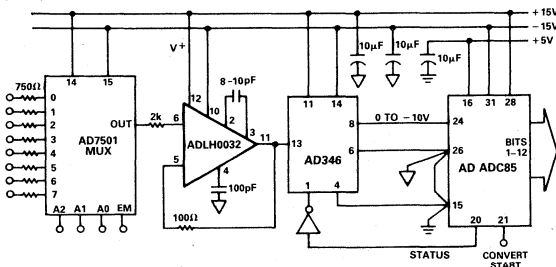 +15V
-15V
+5V
V+
10µF
10µF
10µF
8-10pF
14
15
12
10
11
14
16
31
28
750Ω
0
1
2
3
4
5
6
7
AD7501
MUX
OUT
2k
6
5
2
3
ADLH0032
4
11
100pF
100Ω
13
8
AD346
6
1
4
0 TO -10V
24
26
AD ADC85
15
20
21
BITS
1-12
A2
A1
A0
EM
STATUS
CONVERT
START